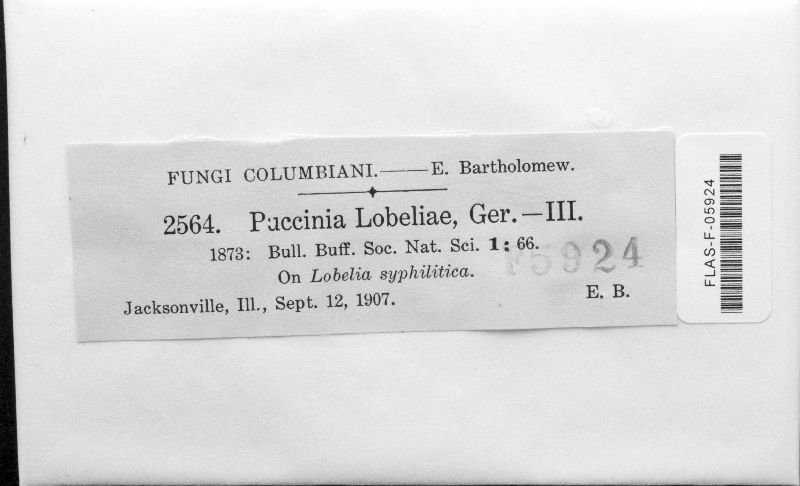 FUNGI COLUMBIANI.——E. Bartholomew.
2564. Puccinia Lobeliae, Ger.—III.
1873: Bull. Buff. Soc. Nat. Sci. 1: 66.
On Lobelia syphilitica.
F5924
Jacksonville, Ill., Sept. 12, 1907.
E. B.
FLAS-F-05924